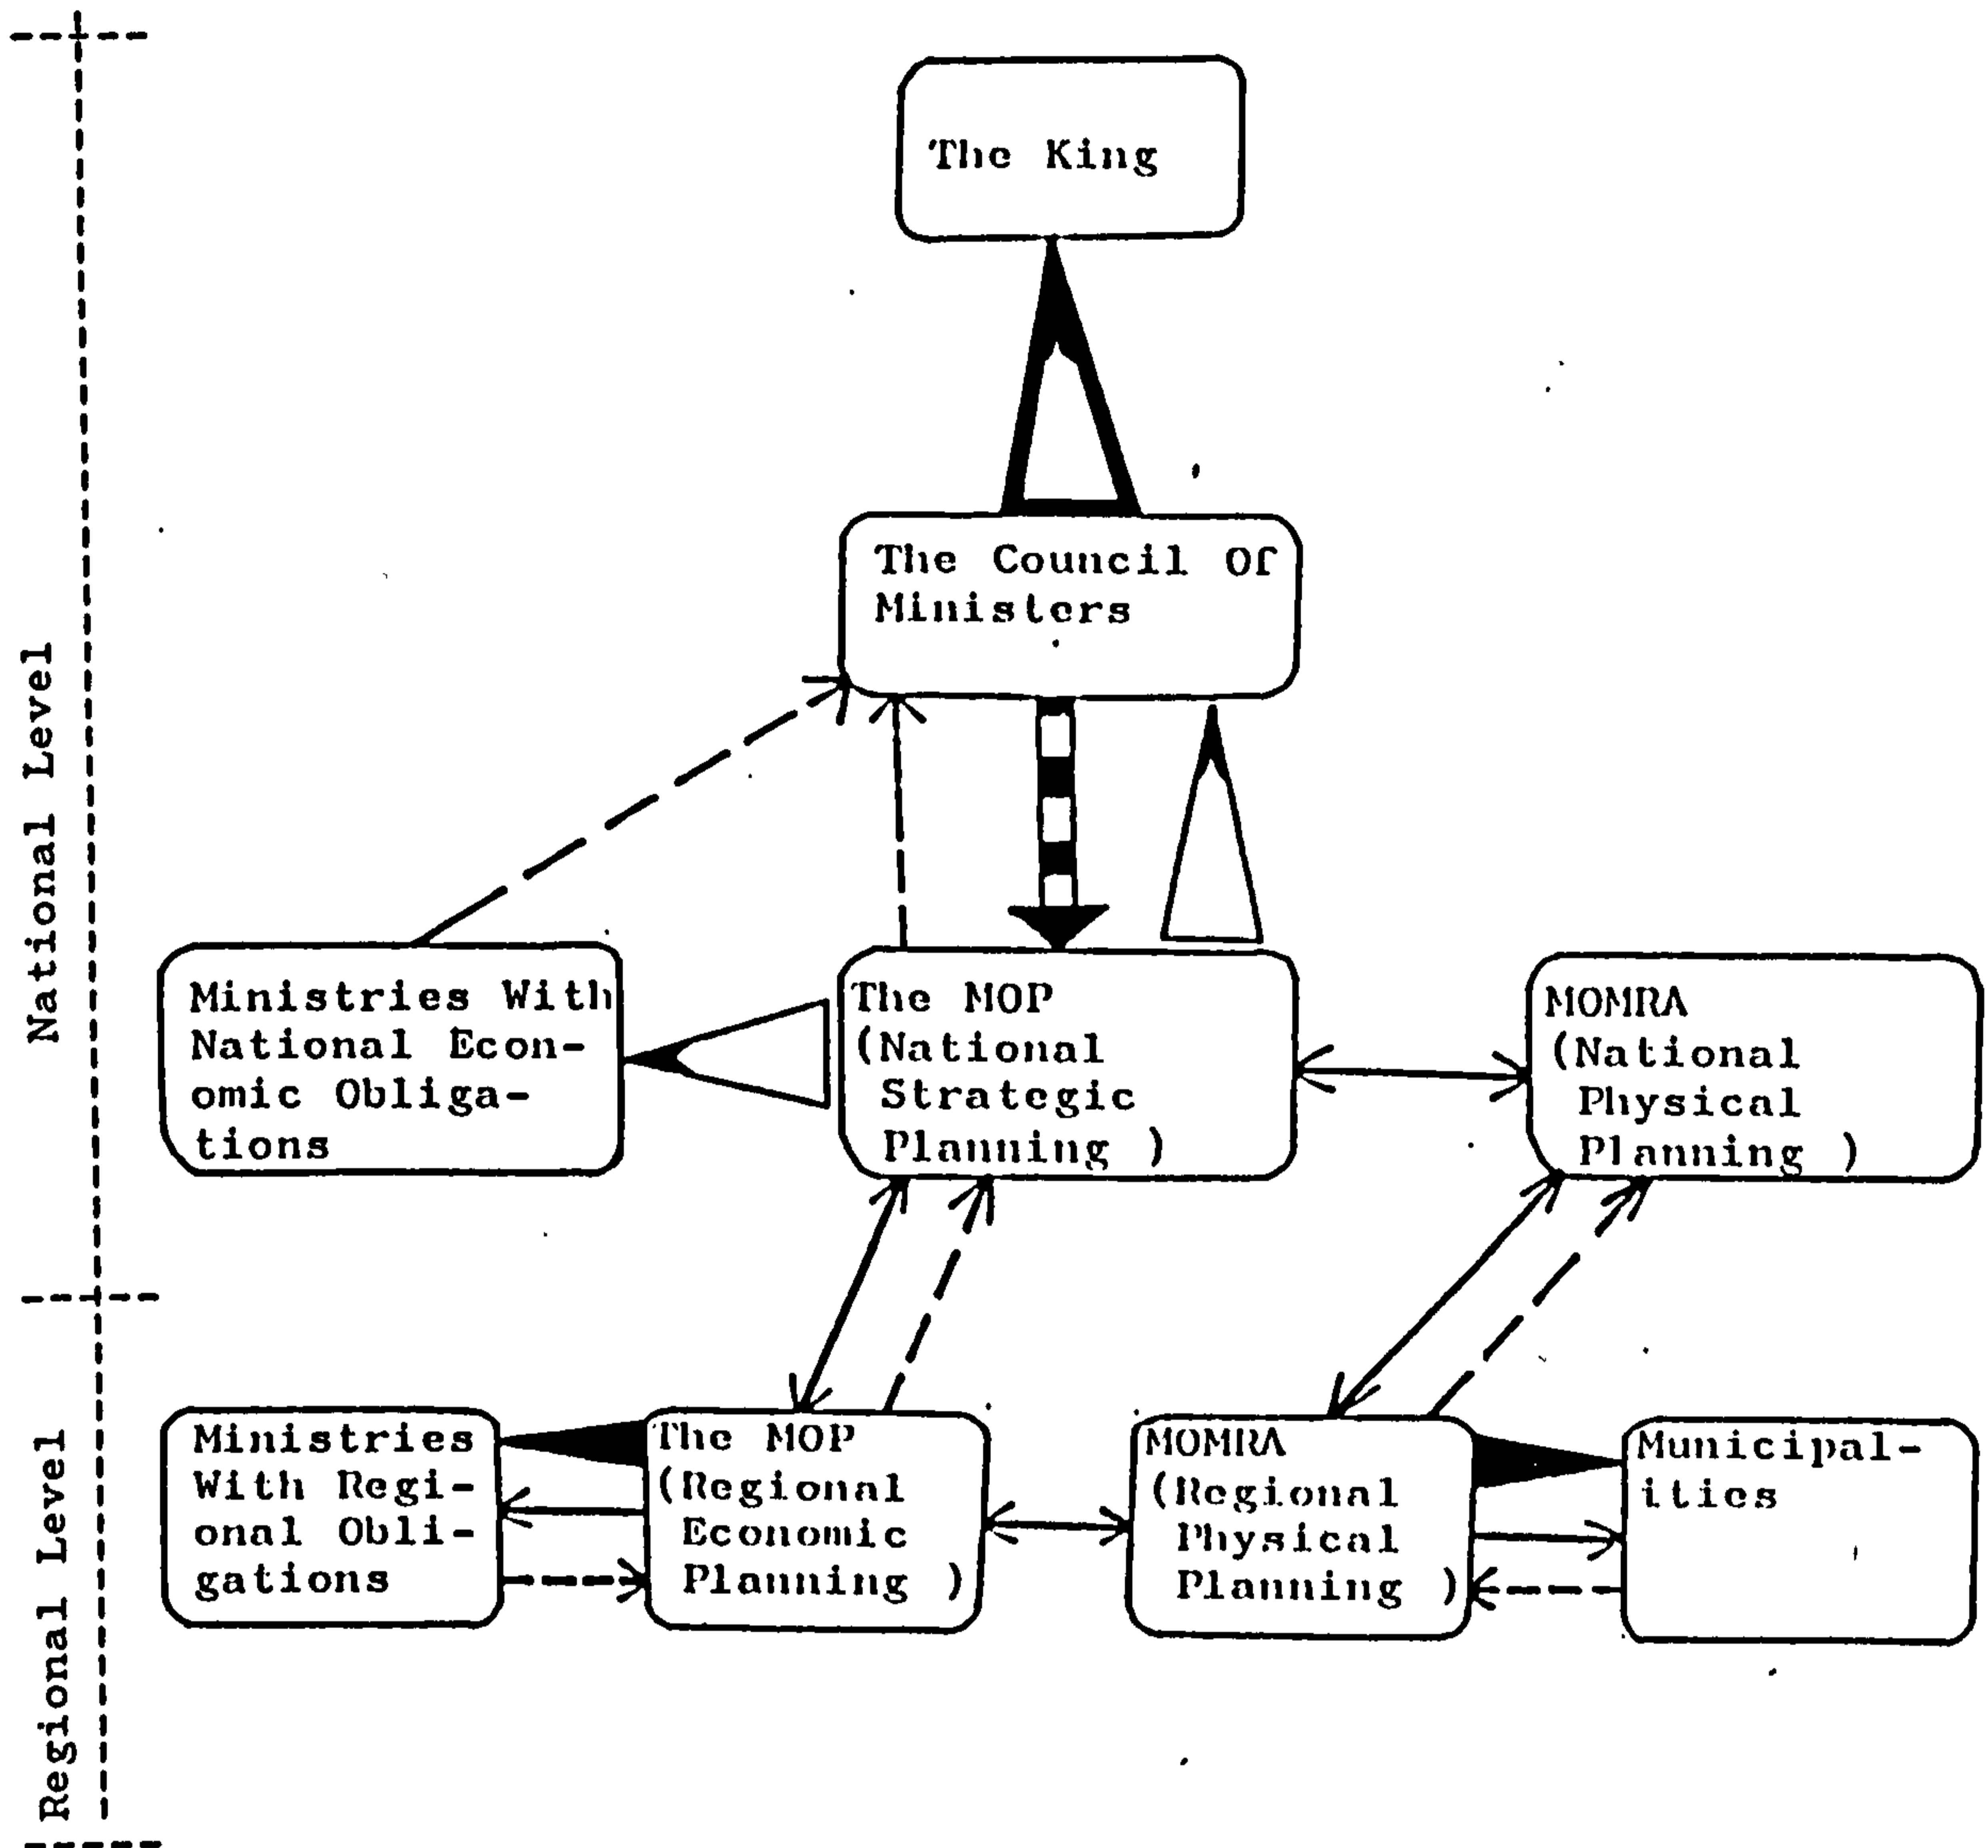 The King
The Council Of
Ministers
National Level
Ministries With
National Econ-
omic Obliga-
tions
The MOP
(National
Strategic
Planning )
MOMRA
(National
Physical
Planning )
Regional Level
Ministries
With Regi-
onal Obli-
gations
The MOP
(Regional
Economic
Planning )
MOMRA
(Regional
Physical
Planning )
Municipal-
ities